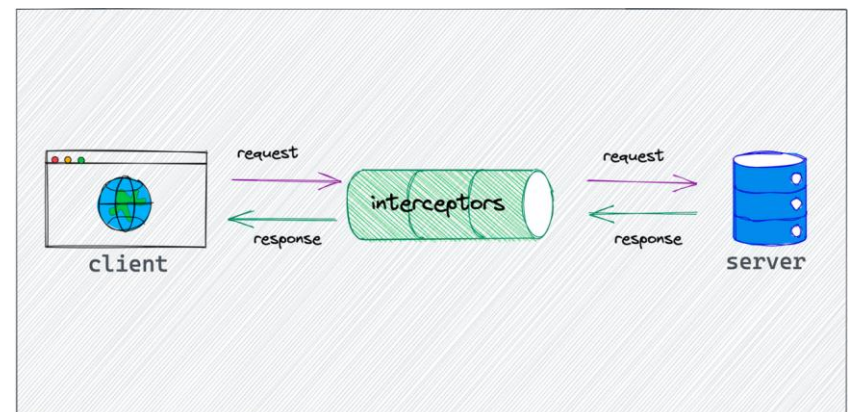 request
request
interceptors
response
response
client
server